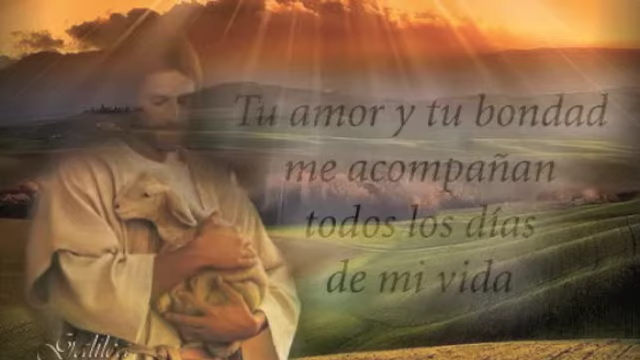 Tu amor y tu bondad
me acompañan
todos los días
de mi vida